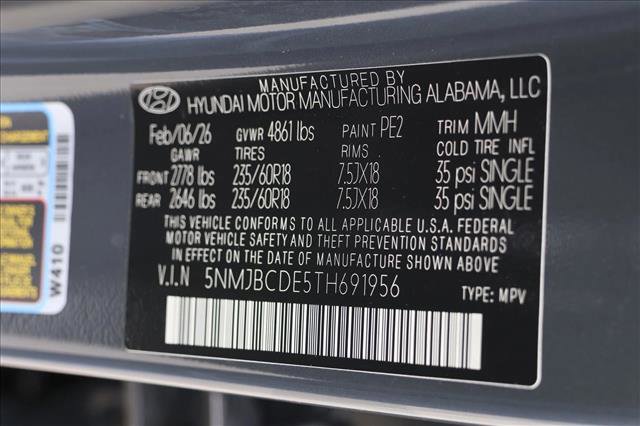 MANUFACTURED BY
HYUNDAI MOTOR MANUFACTURING ALABAMA, LLC
Feb/06/26 GVWR 4861 lbs PAINT PE2 TRIM MMH
GAWR TIRES RIMS COLD TIRE INFL
FRONT 2778 lbs 235/60R18 7.5JX18 35 psi SINGLE
REAR 2646 lbs 235/60R18 7.5JX18 35 psi SINGLE
THIS VEHICLE CONFORMS TO ALL APPLICABLE U.S.A. FEDERAL
MOTOR VEHICLE SAFETY AND THEFT PREVENTION STANDARDS
IN EFFECT ON THE DATE OF MANUFACTURE SHOWN ABOVE
V.I.N 5NMJBCDE5TH691956
TYPE: MPV
W410